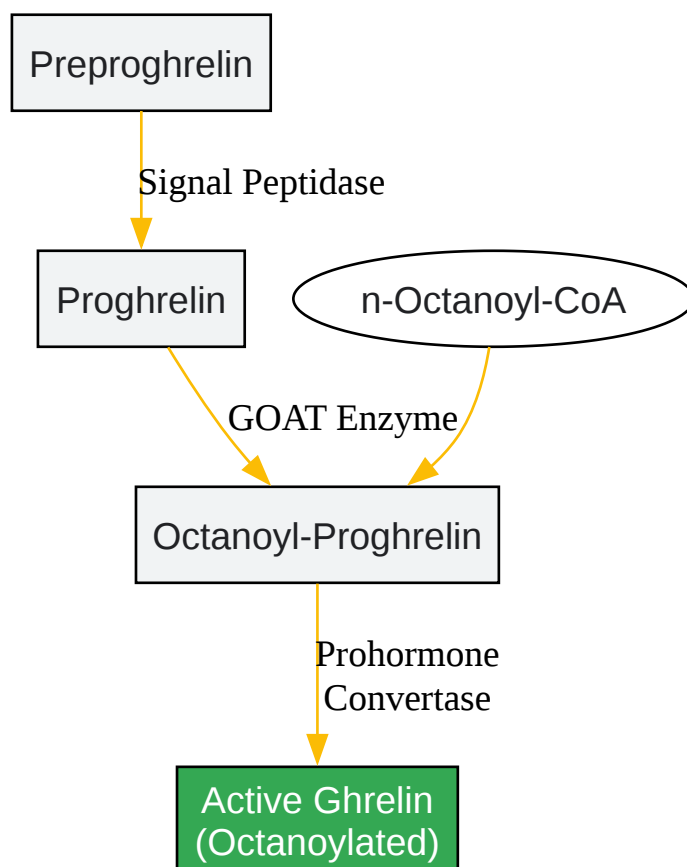 Preproghrelin
Signal Peptidase
Proghrelin
n-Octanoyl-CoA
GOAT Enzyme
Octanoyl-Proghrelin
Prohormone
Convertase
Active Ghrelin
(Octanoylated)